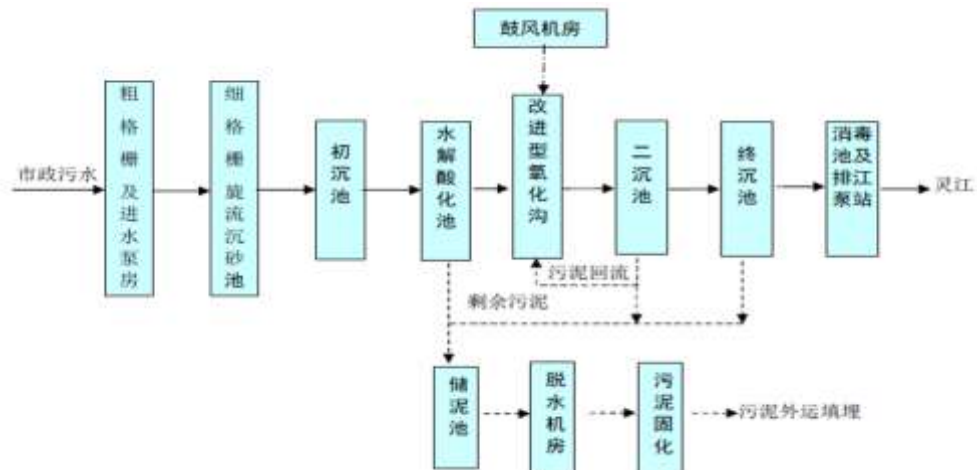 鼓风机房
市政污水
粗格栅及进水泵房
细格栅旋流沉砂池
初沉池
水解酸化池
改进型氧化沟
二沉池
终沉池
消毒池及排江泵站
灵江
污泥回流
剩余污泥
储泥池
脱水机房
污泥固化
污泥外运填埋